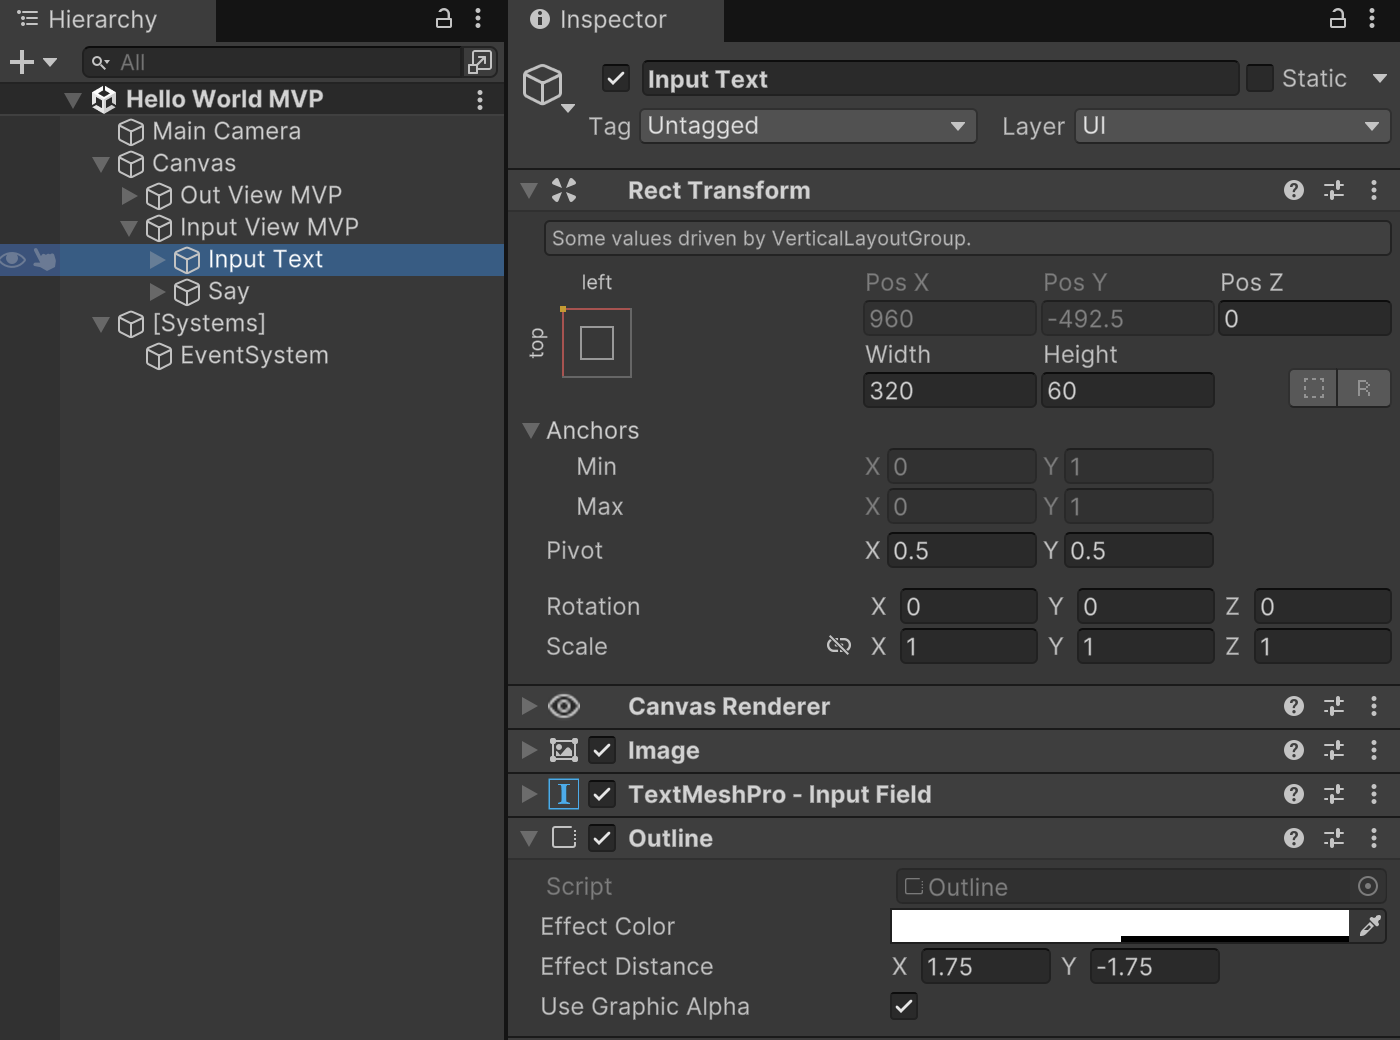 Hierarchy
All
Hello World MVP
Main Camera
Canvas
Out View MVP
Input View MVP
Input Text
Say
[Systems]
EventSystem
Inspector
Input Text
Static
Tag Untagged Layer UI
Rect Transform
Some values driven by VerticalLayoutGroup.
left
top
Pos X Pos Y Pos Z
960 -492.5 0
Width Height
320 60
R
Anchors
Min X 0 Y 1
Max X 0 Y 1
Pivot X 0.5 Y 0.5
Rotation X 0 Y 0 Z 0
Scale X 1 Y 1 Z 1
Canvas Renderer
Image
TextMeshPro - Input Field
Outline
Script Outline
Effect Color
Effect Distance X 1.75 Y -1.75
Use Graphic Alpha